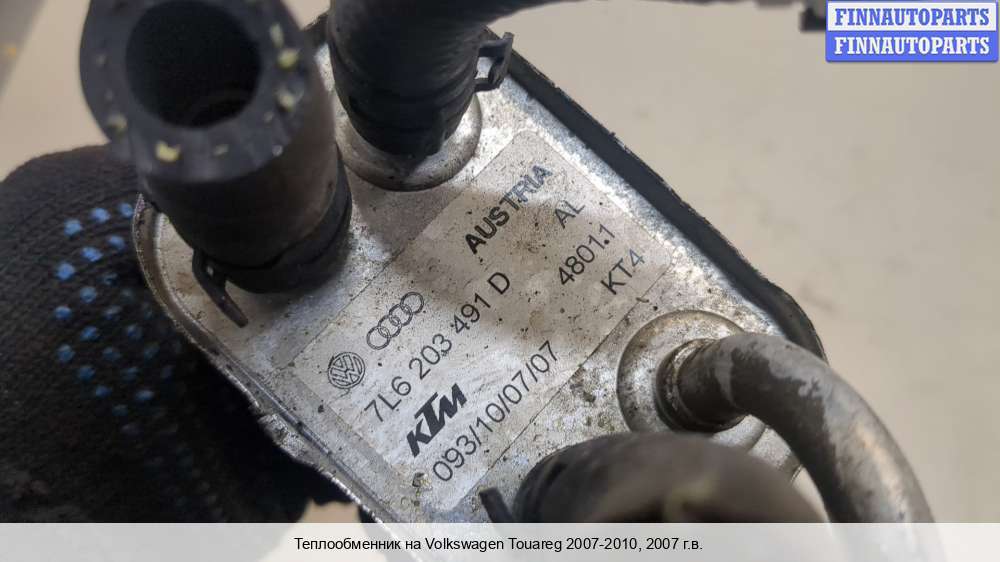 FINNAUTOPARTS
FINNAUTOPARTS
AUSTRIA
AL
7L6 203 491 D
4801.1
KT4
KTM
093/10/07/07
Теплообменник на Volkswagen Touareg 2007-2010, 2007 г.в.